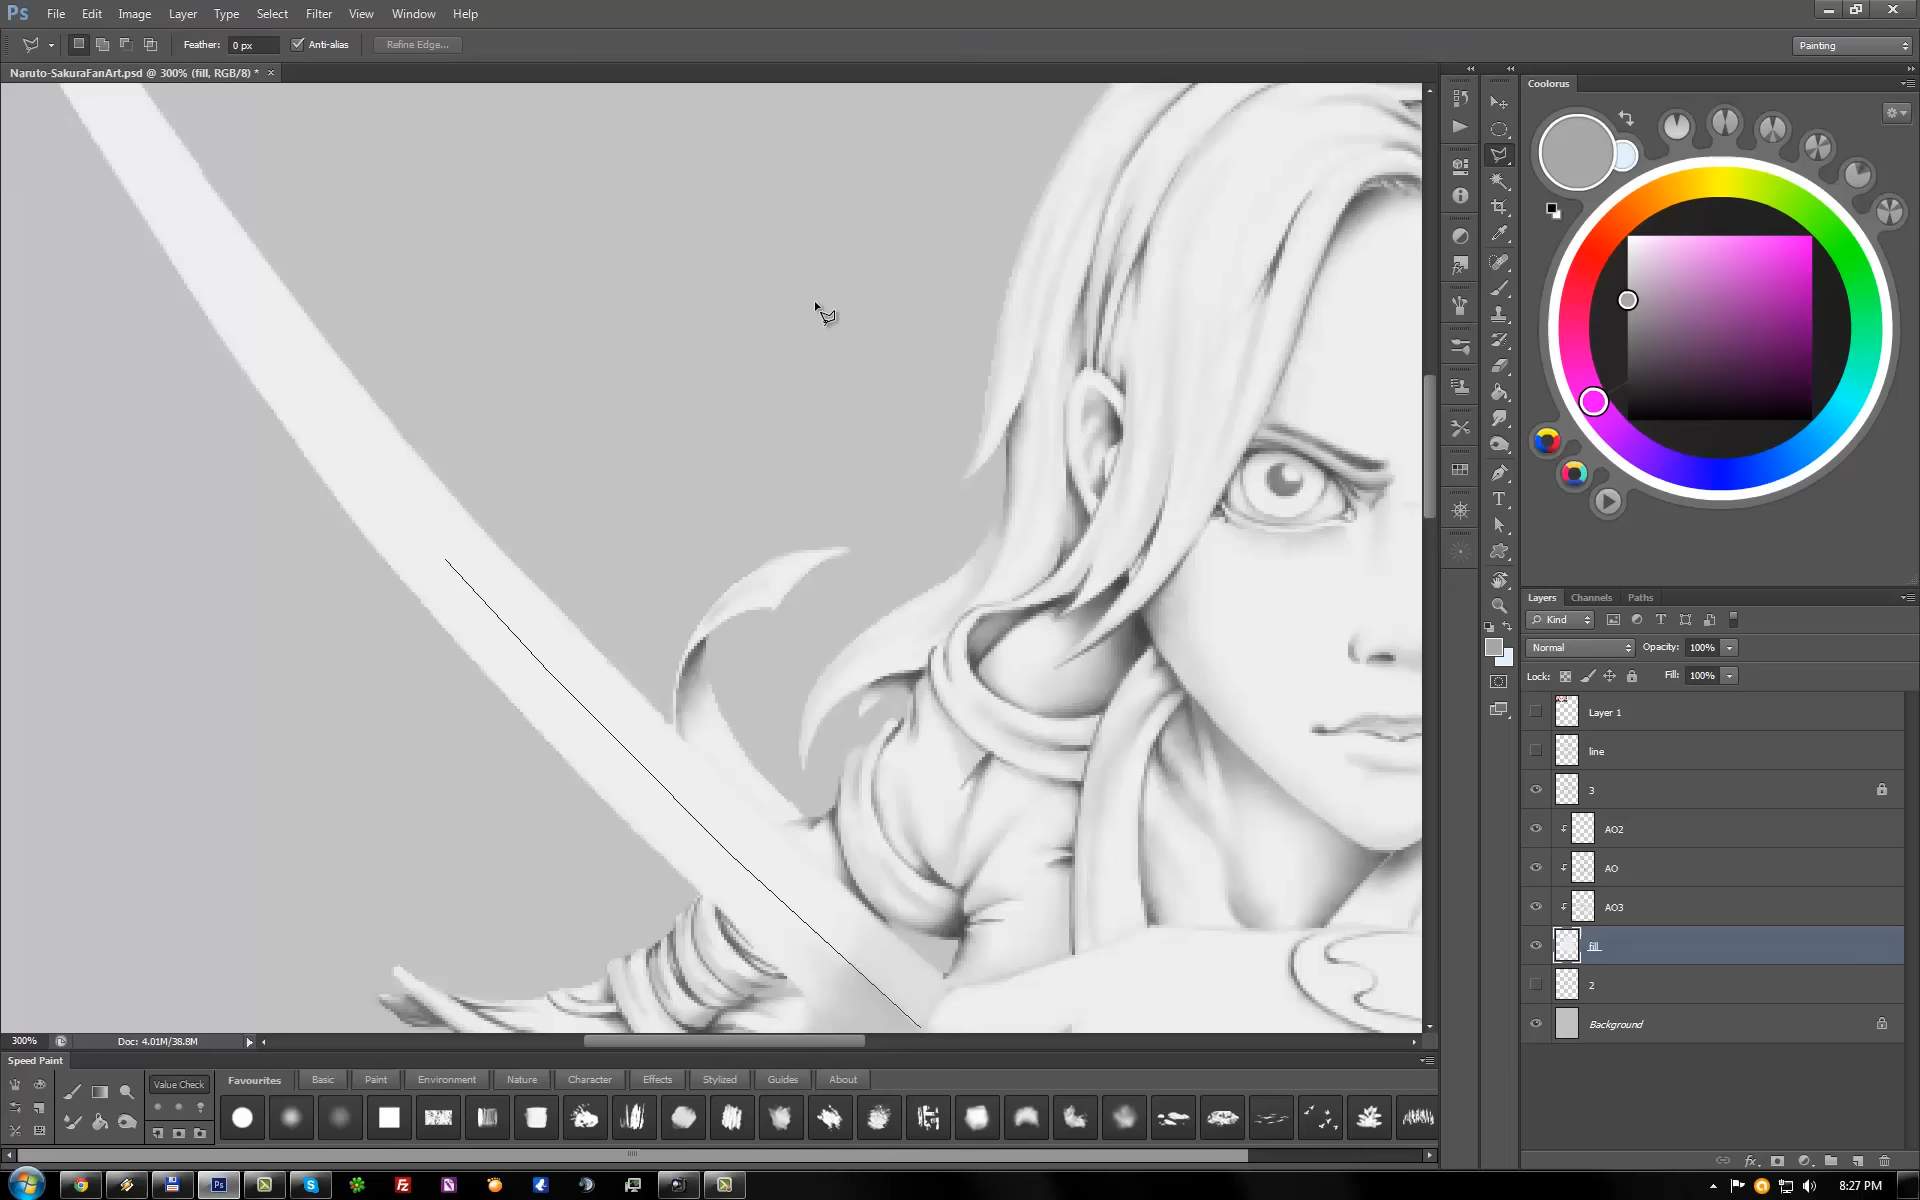 Ps File Edit Image Layer Type Select Filter Analysis View Window Help
Feather: 0 px Anti-alias Refine Edge... Painting
Naruto-SakuraFanArt.psd @ 300% (fill, RGB/8) * ×
Coolorus
Layers Channels Paths
Kind
Normal Opacity: 100%
Lock: Fill: 100%
Layer 1
line
3
AO2
AO
AO3
fill
2
Background
300% Doc: 4.01M/38.8M
Speed Paint
Value Check Favourites Basic Paint Environment Nature Character Effects Stylized Guides About
8:27 PM